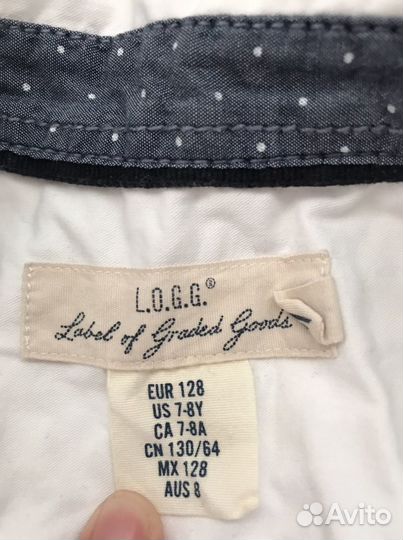 L.O.G.G.®
Label of Graded Goods
EUR 128
US 7-8Y
CA 7-8A
CN 130/64
MX 128
AUS 8
Avito